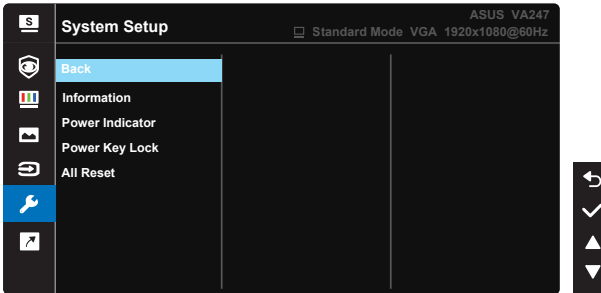 S
System Setup
ASUS VA247
Standard Mode VGA 1920x1080@60Hz
Back
Information
Power Indicator
Power Key Lock
All Reset